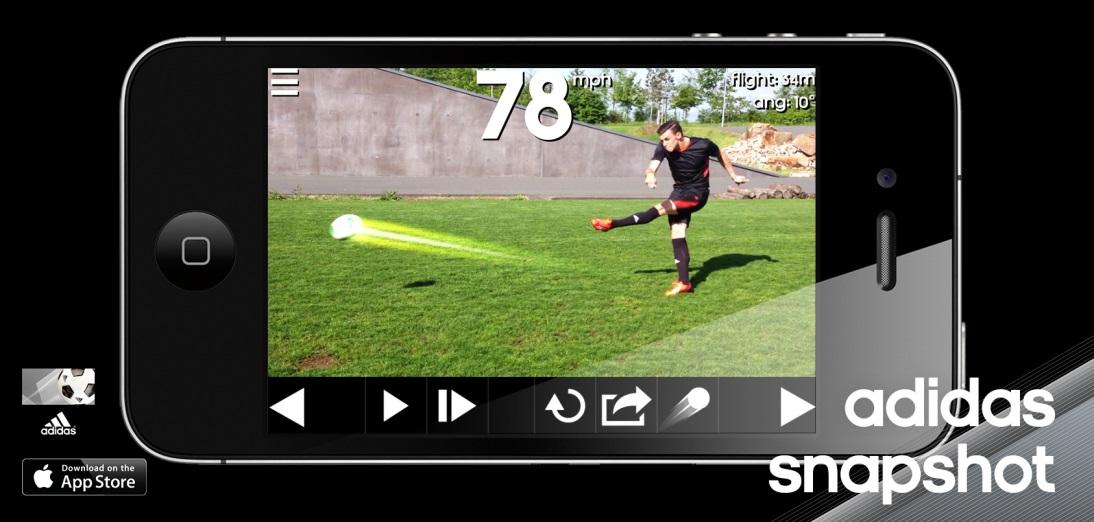 78 mph
flight: 34m
ang: 10°
adidas
snapshot
adidas
Download on the
App Store